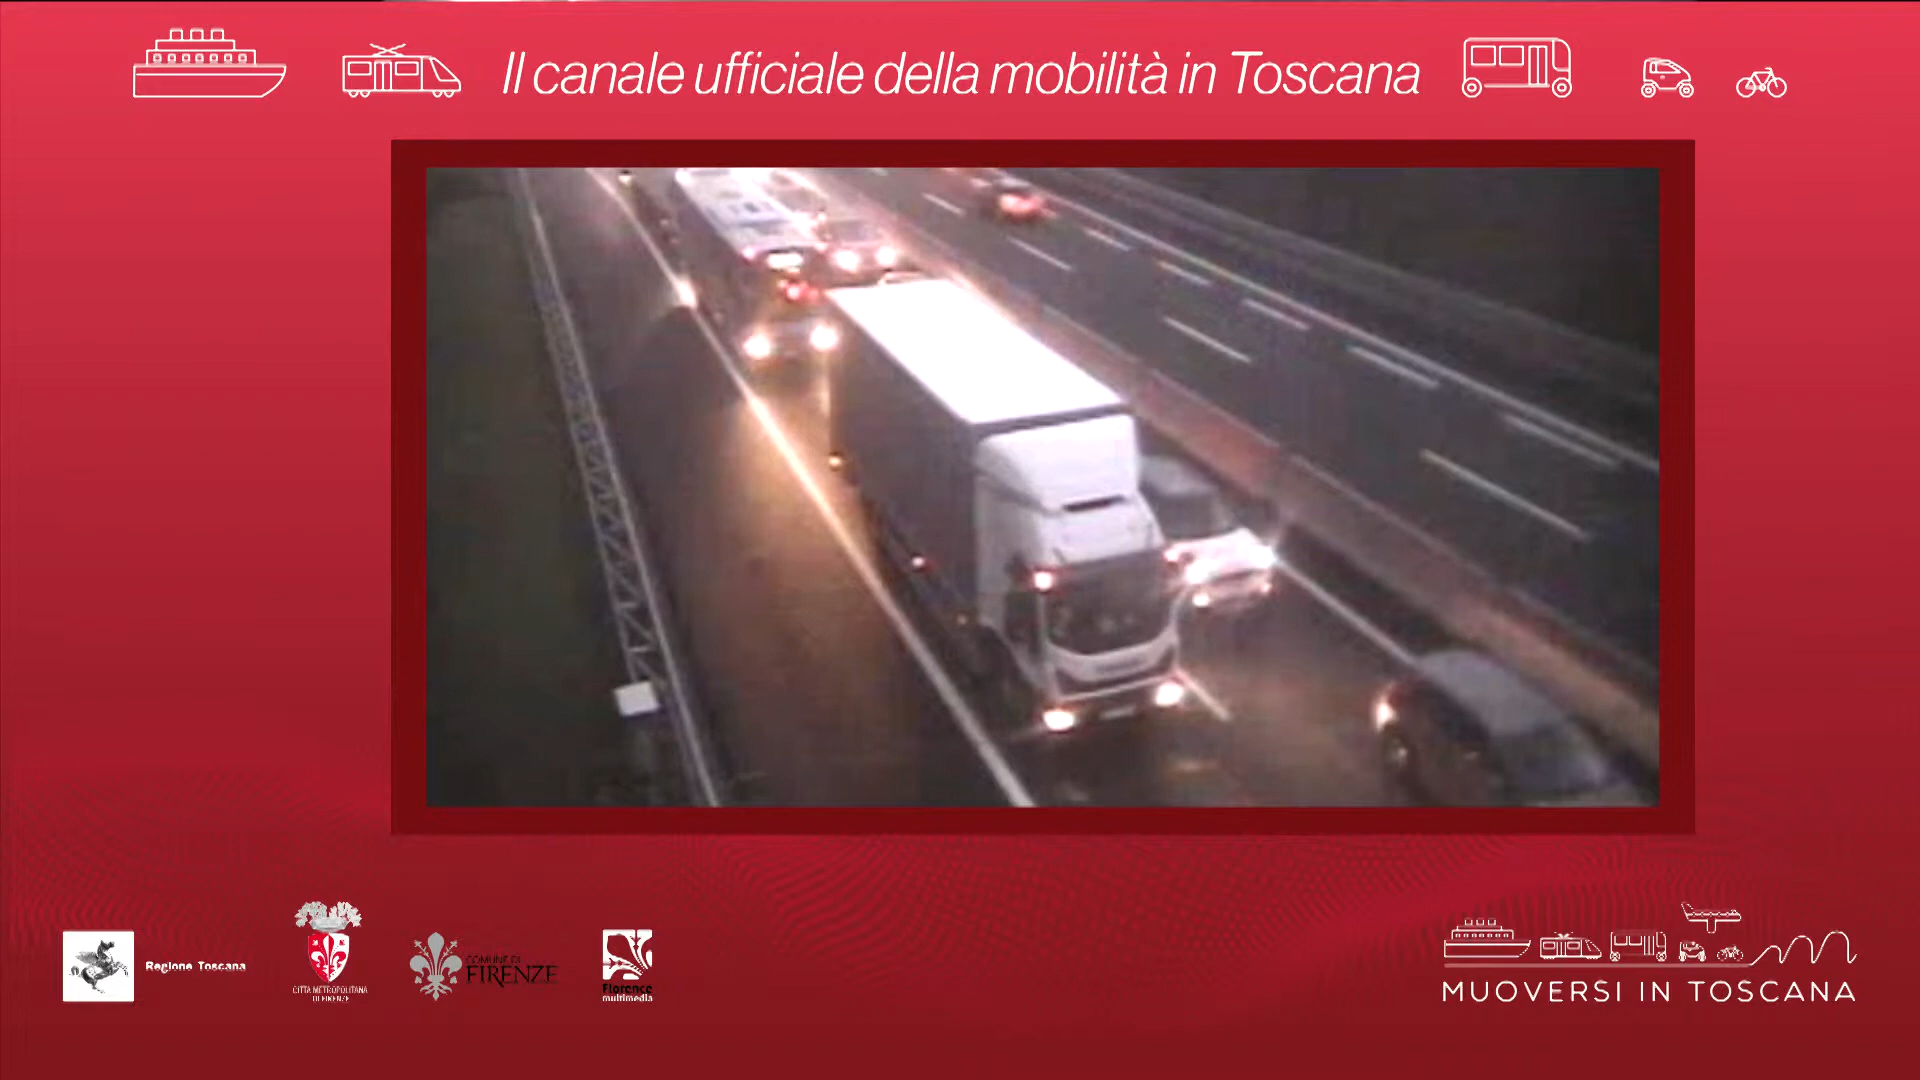 Il canale ufficiale della mobilità in Toscana
Regione Toscana
CITTÀ METROPOLITANA
DI FIRENZE
COMUNE DI
FIRENZE
Florence
multimedia
MUOVERSI IN TOSCANA